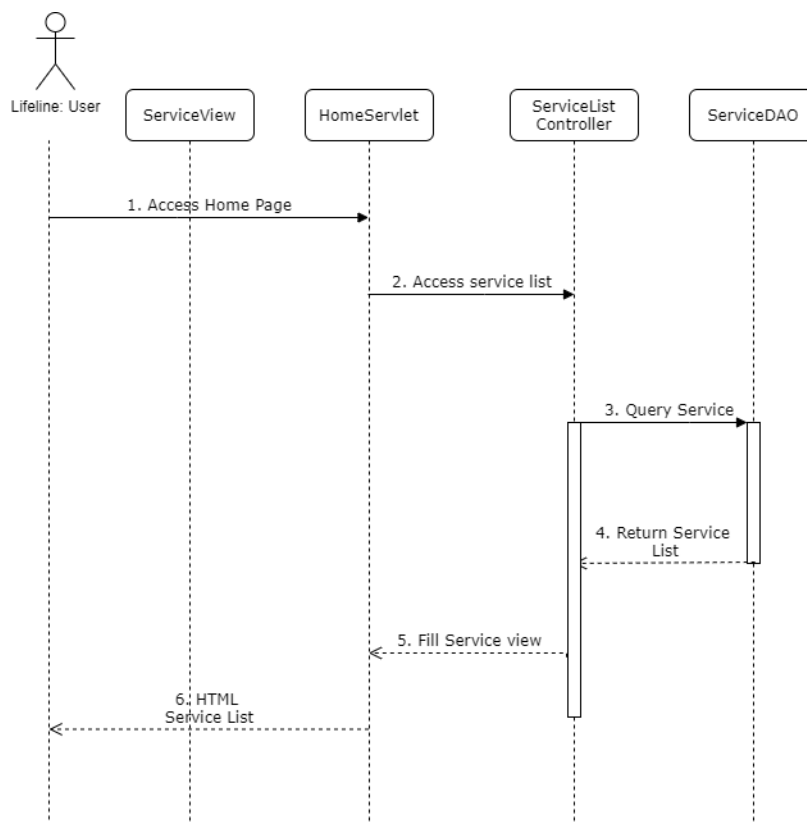 Lifeline: User
ServiceView
HomeServlet
ServiceList
Controller
ServiceDAO
1. Access Home Page
2. Access service list
3. Query Service
4. Return Service
List
5. Fill Service view
6. HTML
Service List